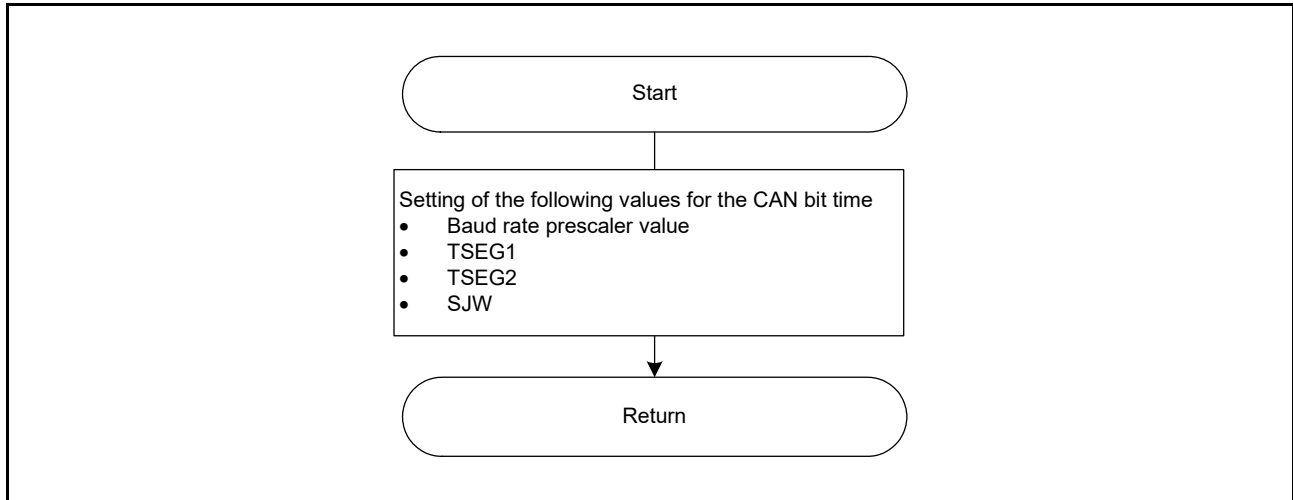 Start
Setting of the following values for the CAN bit time
• Baud rate prescaler value
• TSEG1
• TSEG2
• SJW
Return